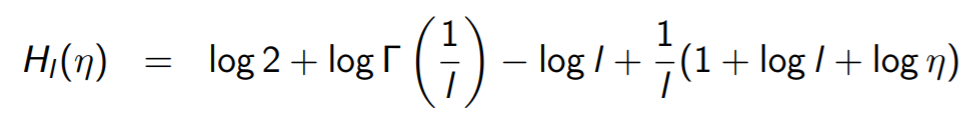 H_l(η) = log 2 + log Γ(1/l) − log l + 1/l(1 + log l + log η)